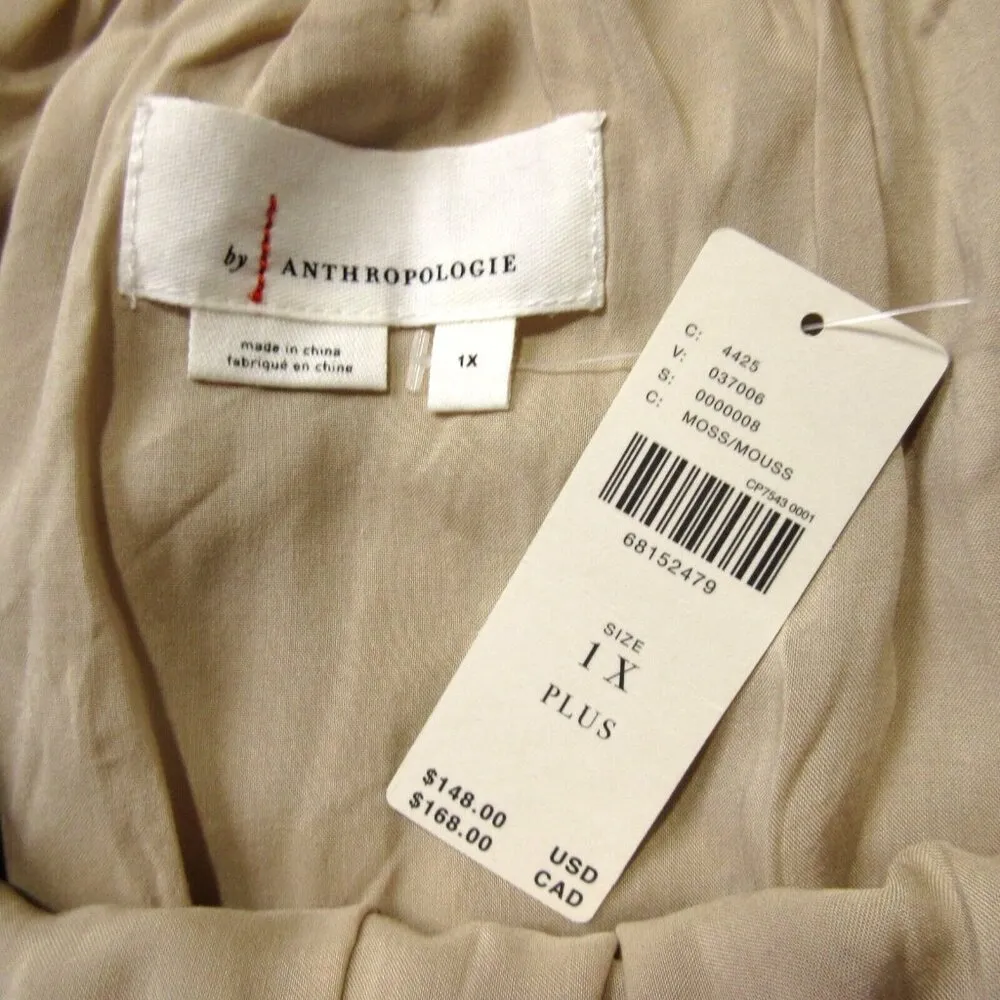 by ANTHROPOLOGIE
made in china
fabriqué en chine
1X
C: 4425
V: 037006
S: 0000008
C: MOSS/MOUSS
CP7543 0001
68152479
SIZE
1X
PLUS
$148.00 USD
$168.00 CAD